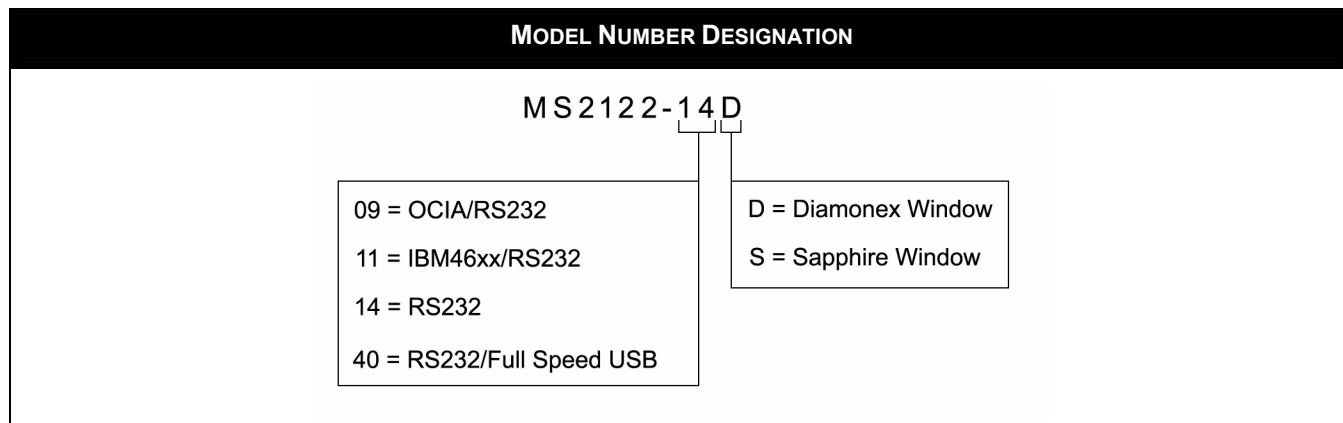 MODEL NUMBER DESIGNATION
MS2122-14D
09 = OCIA/RS232
11 = IBM46xx/RS232
14 = RS232
40 = RS232/Full Speed USB
D = Diamonex Window
S = Sapphire Window